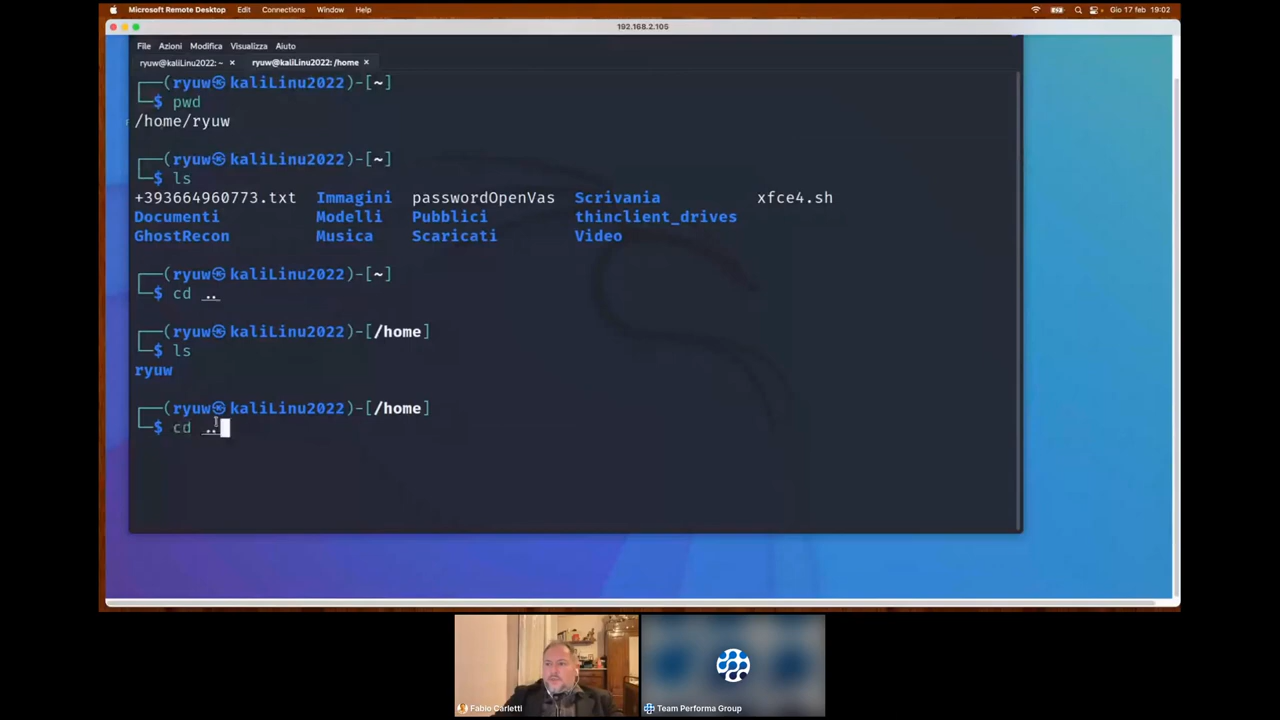 Microsoft Remote Desktop Edit Connections Window Help Gio 17 feb 19:02
192.168.2.105
File Azioni Modifica Visualizza Aiuto
ryuw@kaliLinu2022: ~ × ryuw@kaliLinu2022: /home ×
┌──(ryuw㉿kaliLinu2022)-[~]
└─$ pwd
/home/ryuw
┌──(ryuw㉿kaliLinu2022)-[~]
└─$ ls
+393664960773.txt Immagini passwordOpenVas Scrivania xfce4.sh
Documenti Modelli Pubblici thinclient_drives
GhostRecon Musica Scaricati Video
┌──(ryuw㉿kaliLinu2022)-[~]
└─$ cd ..
┌──(ryuw㉿kaliLinu2022)-[/home]
└─$ ls
ryuw
┌──(ryuw㉿kaliLinu2022)-[/home]
└─$ cd ..
Fabio Carletti Team Performa Group